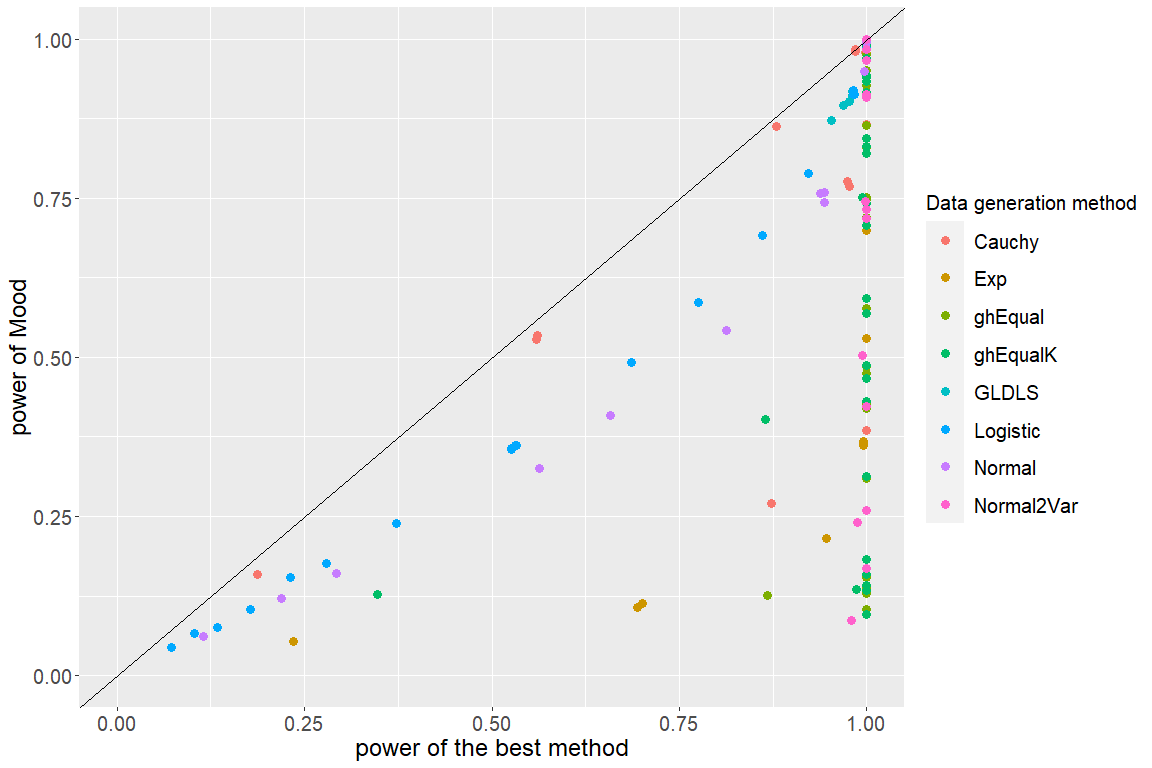 1.00
0.75
0.50
0.25
0.00
power of Mood
0.00 0.25 0.50 0.75 1.00
power of the best method
Data generation method
Cauchy
Exp
ghEqual
ghEqualK
GLDLS
Logistic
Normal
Normal2Var